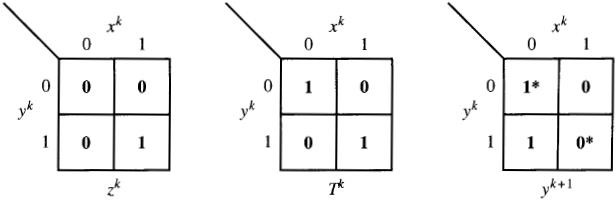 x^k x^k x^k
0 1 0 1 0 1
0 0 0 0 1 0 0 1* 0
y^k y^k y^k
1 0 1 1 0 1 1 1 0*
z^k T^k y^{k+1}